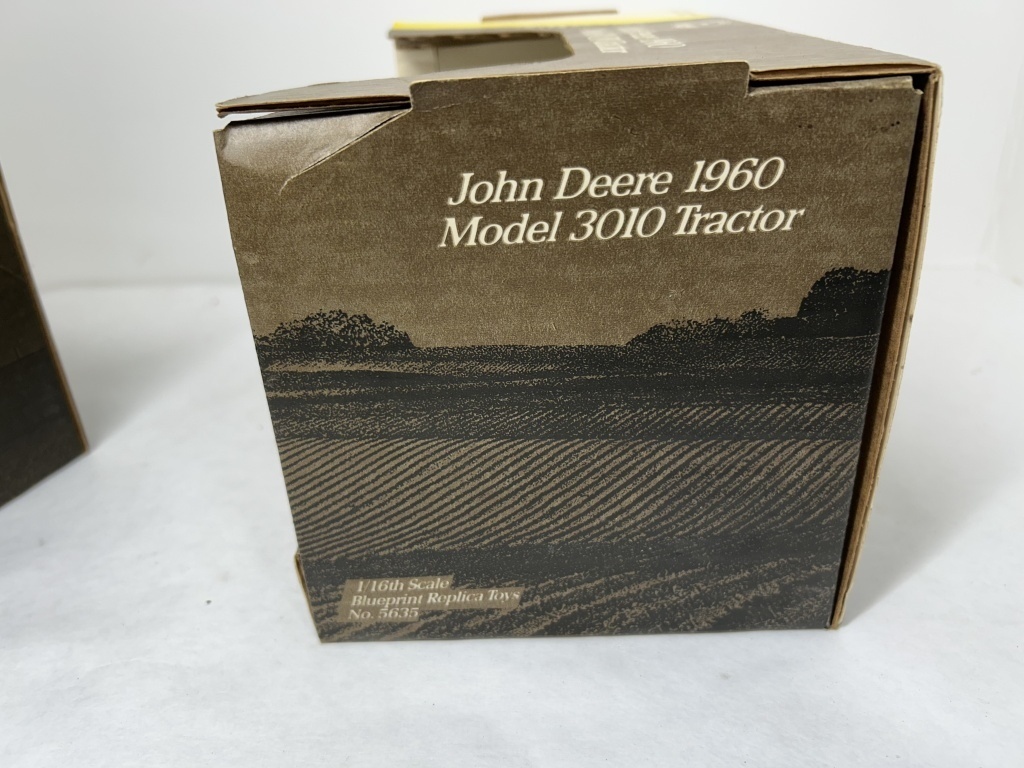 John Deere 1960
Model 3010 Tractor
1/16th Scale
Blueprint Replica Toys
No. 5635